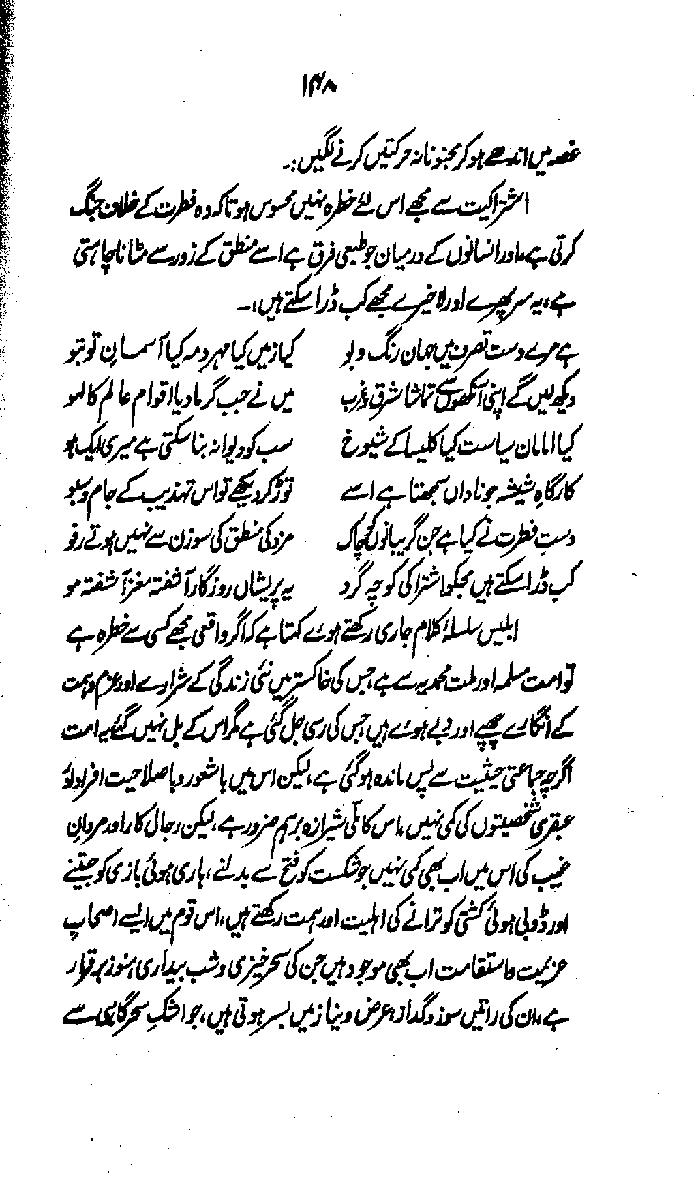 ۱۴۸
غصہ میں اندھے ہو کر مجنونانہ حرکتیں کرنے لگیں:۔
اشتراکیت سے مجھے اس لئے خطرہ نہیں محسوس ہوتا کہ وہ فطرت کے خلاف جنگ
کرتی ہے، اور انسانوں کے درمیان جو طبعی فرق ہے اسے منطق کے زور سے مٹانا چاہتی
ہے، یہ سر پھرے اور لاخیرے مجھے کب ڈرا سکتے ہیں:۔
ہے مرے دست تصرف میں جہان رنگ و بو کیا زمیں کیا مہر و مہ کیا آسمان تو بتو
دیکھ لیں گے اپنی آنکھوں سے تماشا شرق و غرب میں نے جب گرما دیا اقوام عالم کا لہو
کیا امامان سیاست کیا کلیسا کے شیوخ سب کو دیوانہ بنا سکتی ہے میری ایک ہو
کارگاہ شیشہ جو ناداں سمجھتا ہے اسے توڑ کر دیکھے تو اس تہذیب کے جام و سبو
دست فطرت نے کیا ہے جن گریبانوں کو چاک مزدکی منطق کی سوزن سے نہیں ہوتے رفو
کب ڈرا سکتے ہیں مجھکو اشتراکی کوچہ گرد یہ پریشاں روزگار آشفتہ مغز آشفتہ مو
ابلیس سلسلۂ کلام جاری رکھتے ہوئے کہتا ہے کہ اگر واقعی مجھے کسی سے خطرہ ہے
تو امت مسلمہ اور ملت محمدیہ سے ہے، جس کی خاکستر میں نئی زندگی کے شرارے اور عزم و ہمت
کے انگارے چھپے اور دبے ہوئے ہیں جس کی رسی جل گئی ہے مگر اس کے بل نہیں گئے، یہ امت
اگرچہ جماعتی حیثیت سے پس ماندہ ہو گئی ہے، لیکن اس میں باشعور و باصلاحیت افراد اور
عبقری شخصیتوں کی کمی نہیں، اس کا کلّی شیرازہ برہم ضرور ہے، لیکن رجال کار اور مردانِ
غیب کی اس میں اب بھی کمی نہیں جو شکست کو فتح سے بدلنے، ہاری ہوئی بازی کو جیتنے
اور ڈوبی ہوئی کشتی کو ترانے کی اہلیت اور ہمت رکھتے ہیں، اس قوم میں ایسے اصحابِ
عزیمت و استقامت اب بھی موجود ہیں جن کی سحر خیزی و شب بیداری ہنوز برقرار
ہے، ان کی راتیں سوز و گداز، عرض و نیاز میں بسر ہوتی ہیں، جو اشکِ سحر گاہی سے